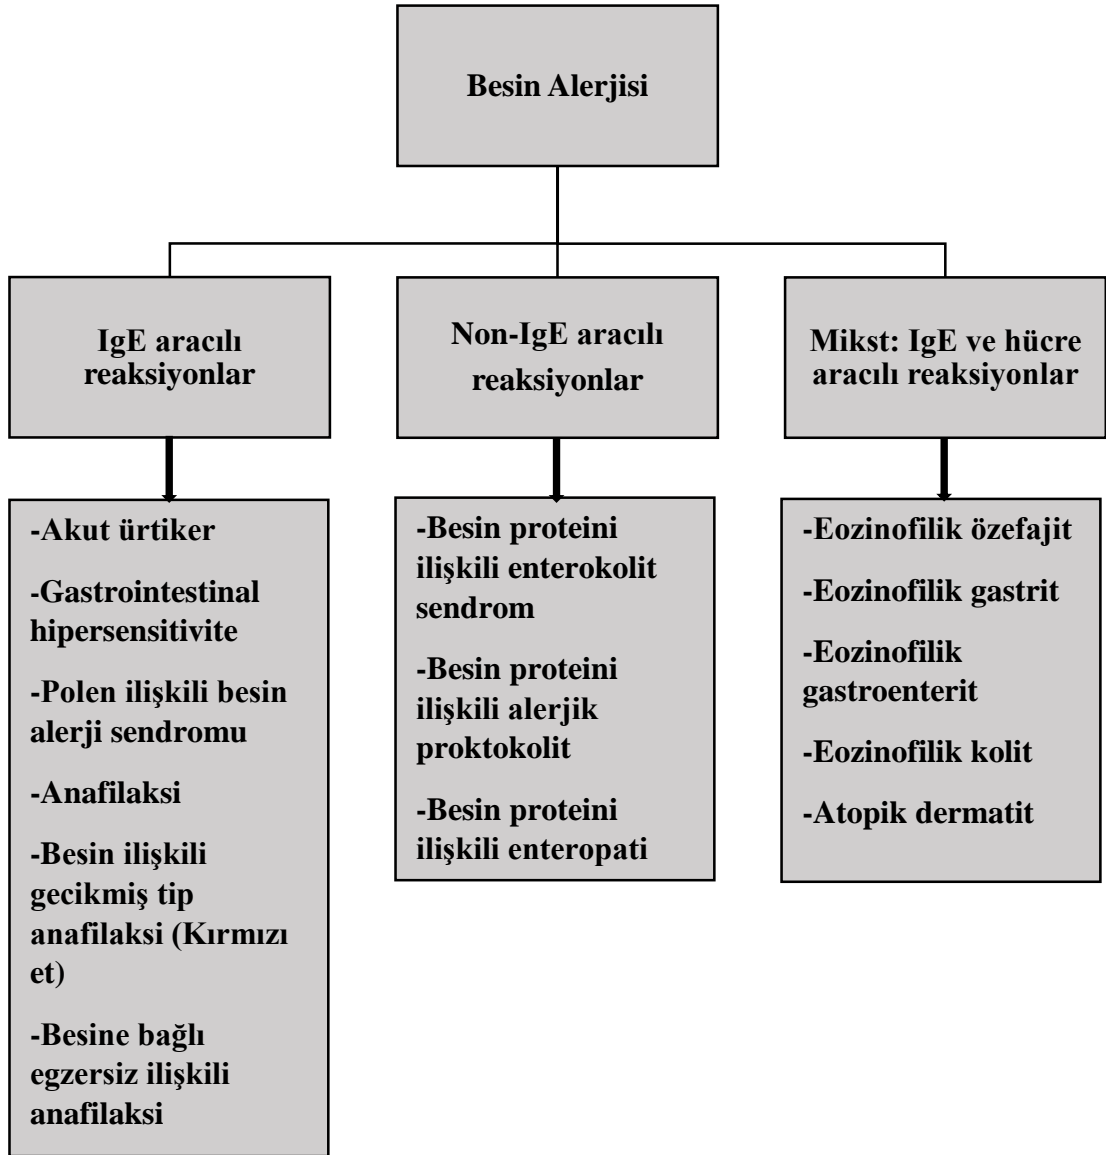 Besin Alerjisi
IgE aracılı
reaksiyonlar
Non-IgE aracılı
reaksiyonlar
Mikst: IgE ve hücre
aracılı reaksiyonlar
-Akut ürtiker
-Gastrointestinal
hipersensitivite
-Polen ilişkili besin
alerji sendromu
-Anafilaksi
-Besin ilişkili
gecikmiş tip
anafilaksi (Kırmızı
et)
-Besine bağlı
egzersiz ilişkili
anafilaksi
-Besin proteini
ilişkili enterokolit
sendrom
-Besin proteini
ilişkili alerjik
proktokolit
-Besin proteini
ilişkili enteropati
-Eozinofilik özefajit
-Eozinofilik gastrit
-Eozinofilik
gastroenterit
-Eozinofilik kolit
-Atopik dermatit